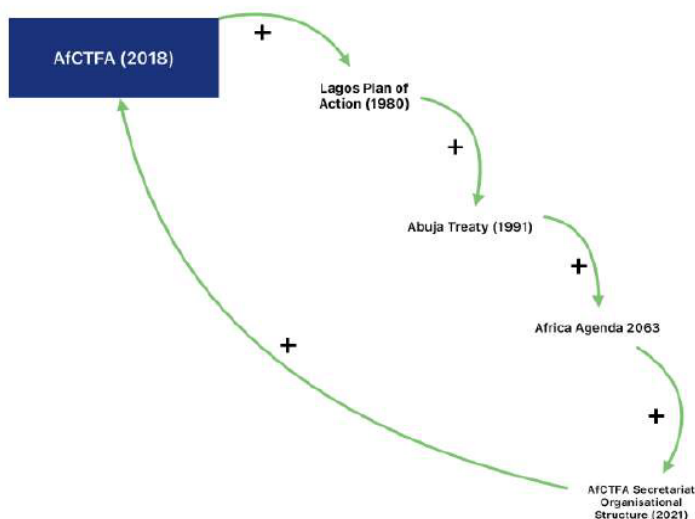 AfCTFA (2018)
+
Lagos Plan of
Action (1980)
+
Abuja Treaty (1991)
+
Africa Agenda 2063
+
+
AfCTFA Secretariat
Organisational
Structure (2021)